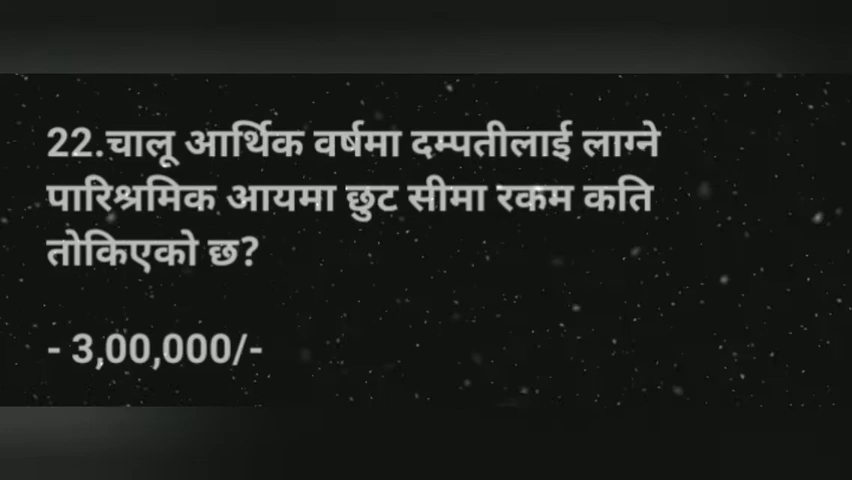 22.चालू आर्थिक वर्षमा दम्पतीलाई लाग्ने
पारिश्रमिक आयमा छुट सीमा रकम कति
तोकिएको छ?
- 3,00,000/-